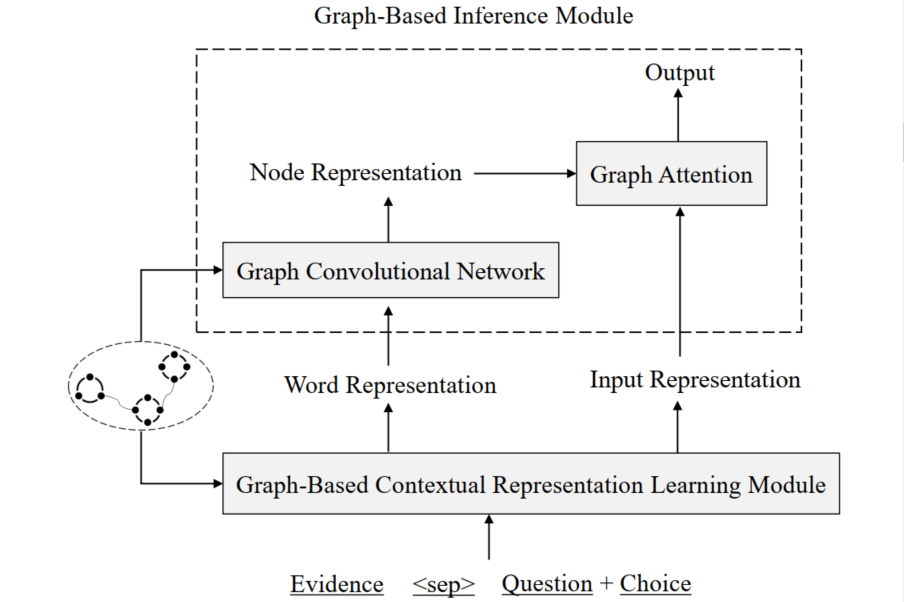 Graph-Based Inference Module
Output
Node Representation
Graph Attention
Graph Convolutional Network
Word Representation
Input Representation
Graph-Based Contextual Representation Learning Module
Evidence <sep> Question + Choice